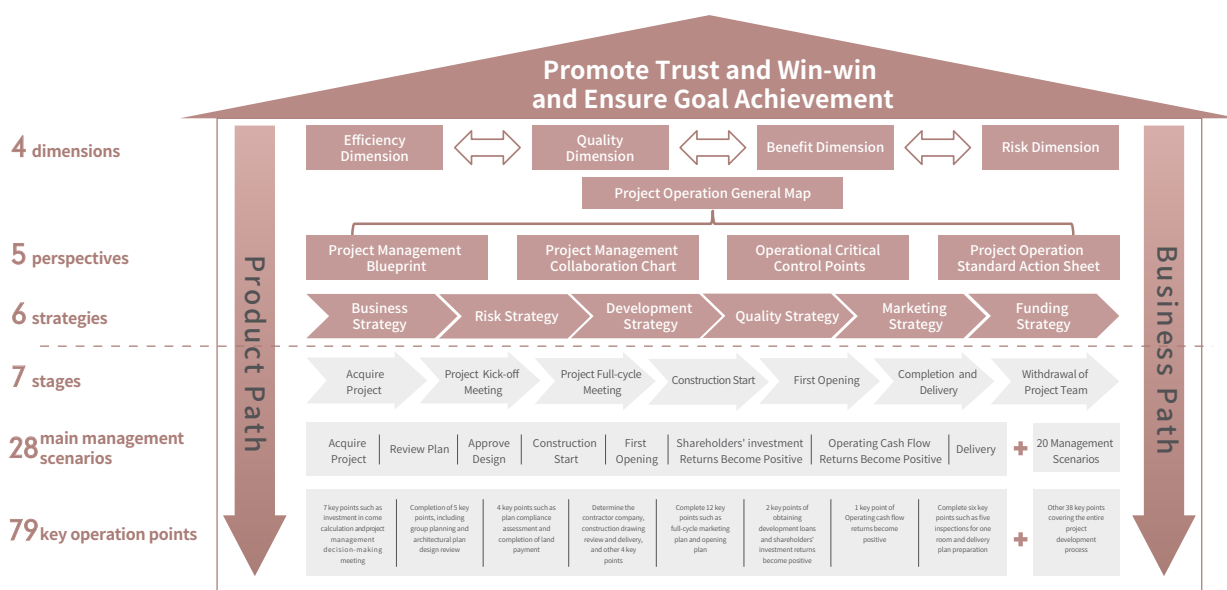 Promote Trust and Win-win
and Ensure Goal Achievement
4 dimensions
Efficiency
Dimension
Quality
Dimension
Benefit Dimension
Risk Dimension
Project Operation General Map
5 perspectives
Project Management
Blueprint
Project Management
Collaboration Chart
Operational Critical
Control Points
Project Operation
Standard Action Sheet
6 strategies
Business
Strategy
Risk Strategy
Development
Strategy
Quality Strategy
Marketing
Strategy
Funding
Strategy
7 stages
Acquire
Project
Project Kick-off
Meeting
Project Full-cycle
Meeting
Construction Start
First Opening
Completion and
Delivery
Withdrawal of
Project Team
28 main management
scenarios
Acquire
Project
Review Plan
Approve
Design
Construction
Start
First
Opening
Shareholders' investment
Returns Become Positive
Operating Cash Flow
Returns Become Positive
Delivery
+
20 Management
Scenarios
79 key operation points
7 key points such as
investment in come
calculation and project
management
decision-making
meeting
Completion of 5 key
points, including
group planning and
architectural plan
design review
4 key points such as
plan compliance
assessment and
completion of land
payment
Determine the
contractor company,
construction drawing
review and delivery,
and other 4 key
points
Complete 12 key
points such as
full-cycle marketing
plan and opening
plan
2 key points of
obtaining
development loans
and shareholders'
investment returns
become positive
1 key point of
Operating cash flow
returns become
positive
Complete six key
points such as five
inspections for one
room and delivery
plan preparation
+
Other 38 key points
covering the entire
project
development
process
Product Path
Business Path